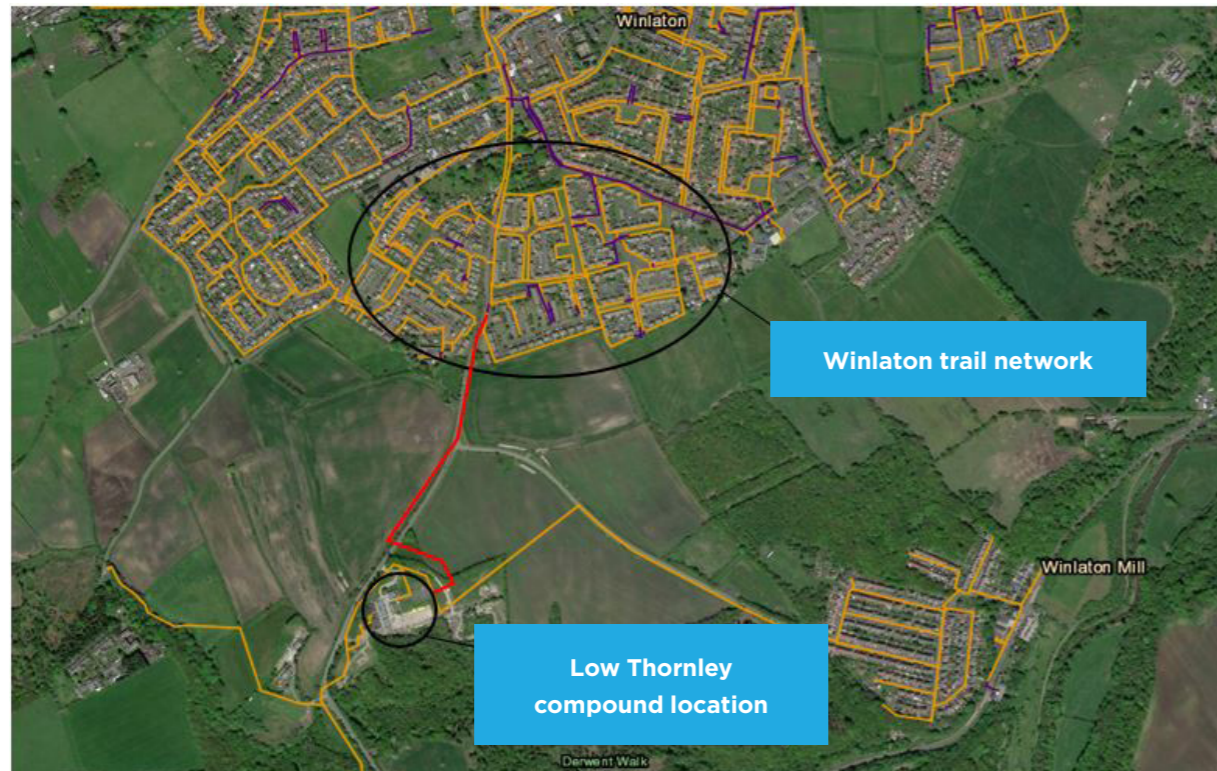 Winlaton
Winlaton trail network
Winlaton Mill
Low Thornley
compound location
Derwent Walk